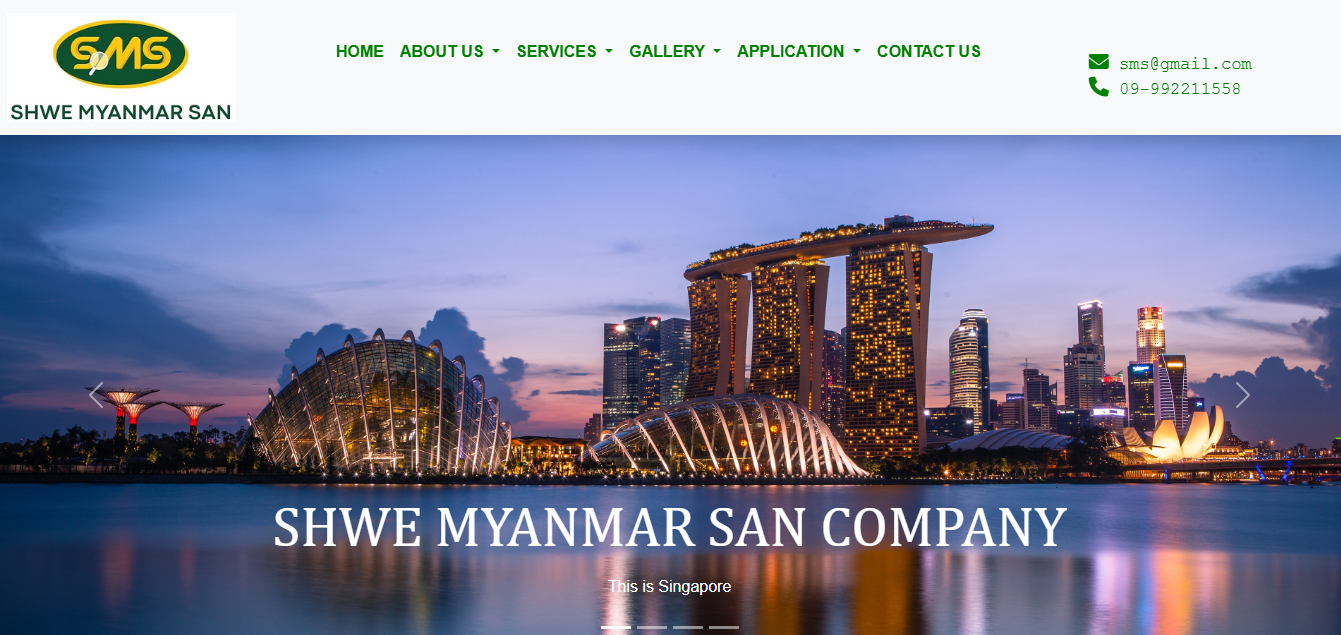 SMS
SHWE MYANMAR SAN
HOME ABOUT US SERVICES GALLERY APPLICATION CONTACT US
sms@gmail.com
09-992211558
SHWE MYANMAR SAN COMPANY
This is Singapore